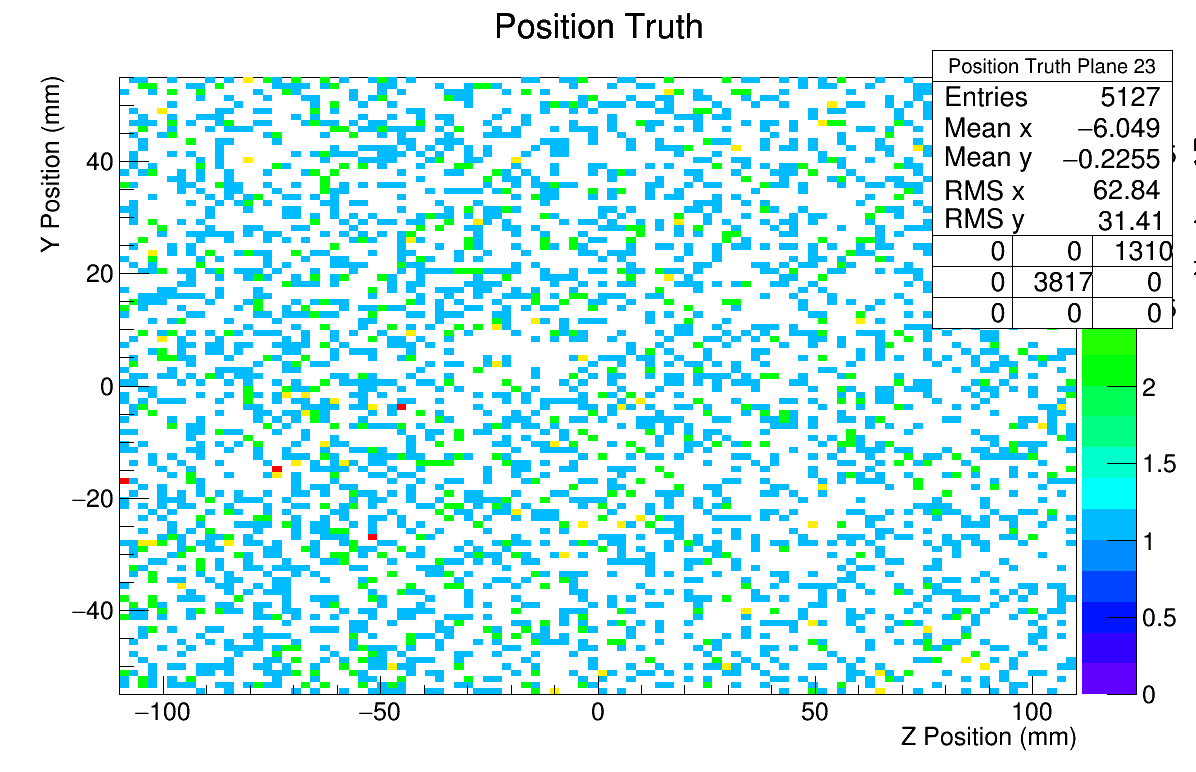 Position Truth
Position Truth Plane 23
Entries 5127
Mean x −6.049
Mean y −0.2255
RMS x 62.84
RMS y 31.41
0 0 1310
0 3817 0
0 0 0
Y Position (mm)
40
20
0
−20
−40
2
1.5
1
0.5
0
−100 −50 0 50 100
Z Position (mm)